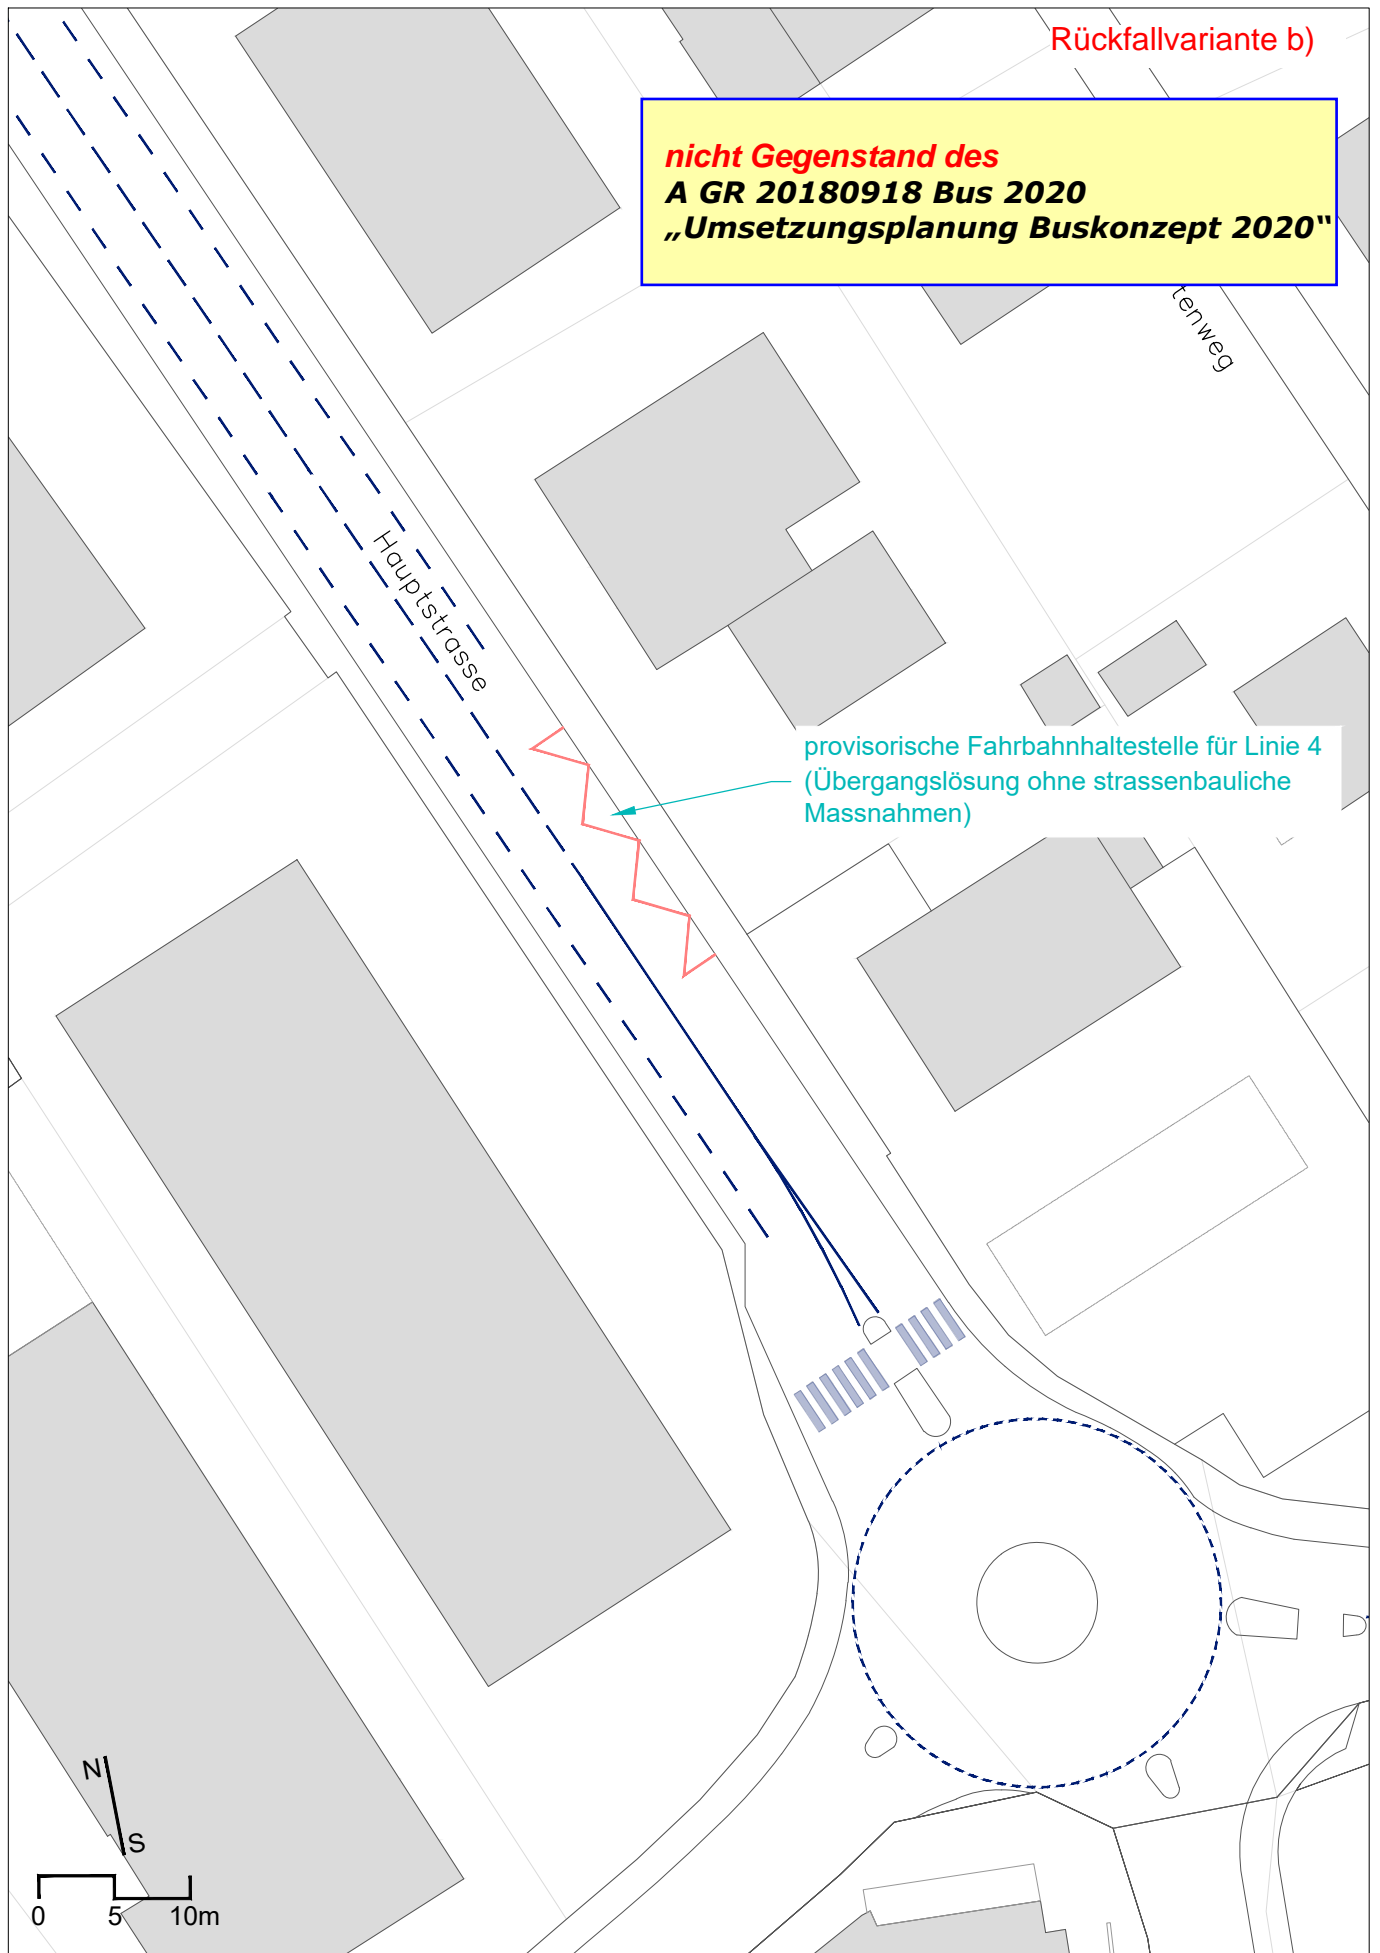 Rückfallvariante b)
nicht Gegenstand des
A GR 20180918 Bus 2020
„Umsetzungsplanung Buskonzept 2020“
tenweg
Hauptstrasse
provisorische Fahrbahnhaltestelle für Linie 4
(Übergangslösung ohne strassenbauliche
Massnahmen)
N
S
0 5 10m